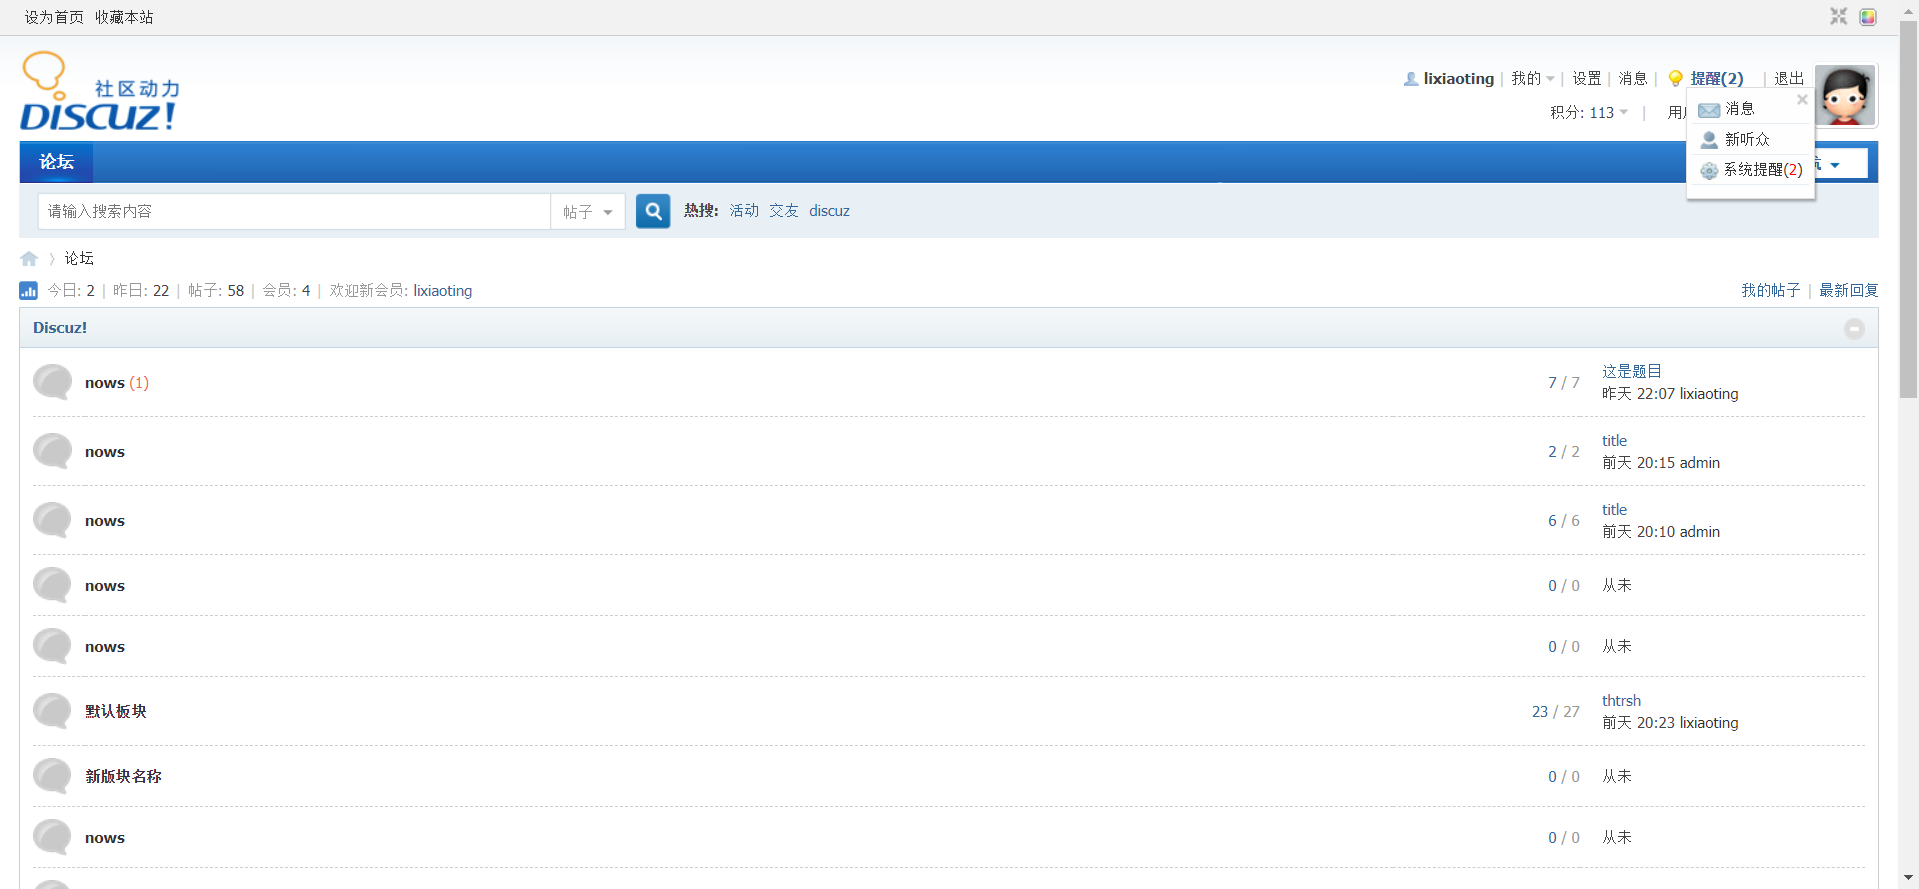 设为首页 收藏本站
社区动力
DISCUZ!
lixiaoting | 我的 | 设置 | 消息 | 提醒(2) | 退出
积分: 113 |
消息
新听众
系统提醒(2)
论坛
请输入搜索内容 帖子 热搜: 活动 交友 discuz
论坛
今日: 2 | 昨日: 22 | 帖子: 58 | 会员: 4 | 欢迎新会员: lixiaoting 我的帖子 | 最新回复
Discuz!
nows (1) 7 / 7 这是题目
昨天 22:07 lixiaoting
nows 2 / 2 title
前天 20:15 admin
nows 6 / 6 title
前天 20:10 admin
nows 0 / 0 从未
nows 0 / 0 从未
默认板块 23 / 27 thtrsh
前天 20:23 lixiaoting
新版块名称 0 / 0 从未
nows 0 / 0 从未